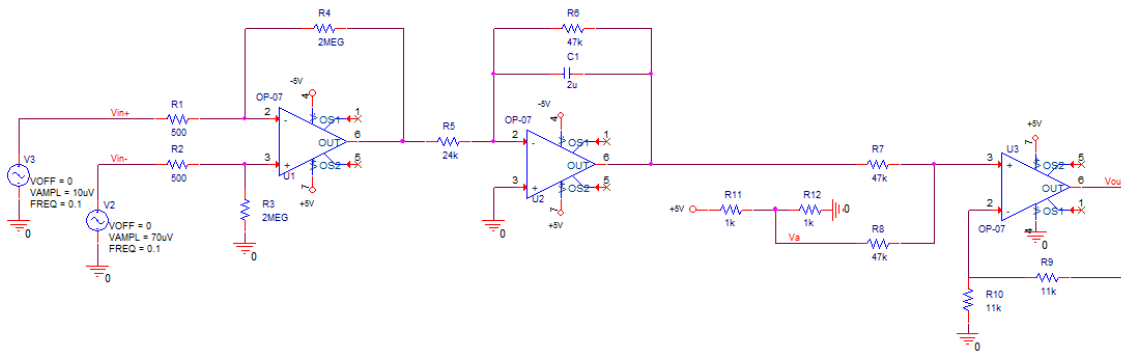 R4
2MEG
R6
47k
C1
2u
-5V
-5V
OP-07
OP-07
Vin+
R1
500
2
-
4
OS1
1
6
OUT
3
+
OS2
5
U1
7
+5V
Vin-
R2
500
R3
2MEG
0
R5
24k
2
-
4
OS1
1
6
OUT
3
+
OS2
5
U2
7
+5V
0
V3
VOFF = 0
VAMPL = 10uV
FREQ = 0.1
0
V2
VOFF = 0
VAMPL = 70uV
FREQ = 0.1
0
R7
47k
+5V
R11
1k
R12
1k
0
Va
R8
47k
+5V
U3
3
+
7
OS2
5
6
OUT
Vou
2
-
OS1
1
4
OP-07
0
R9
11k
R10
11k
0